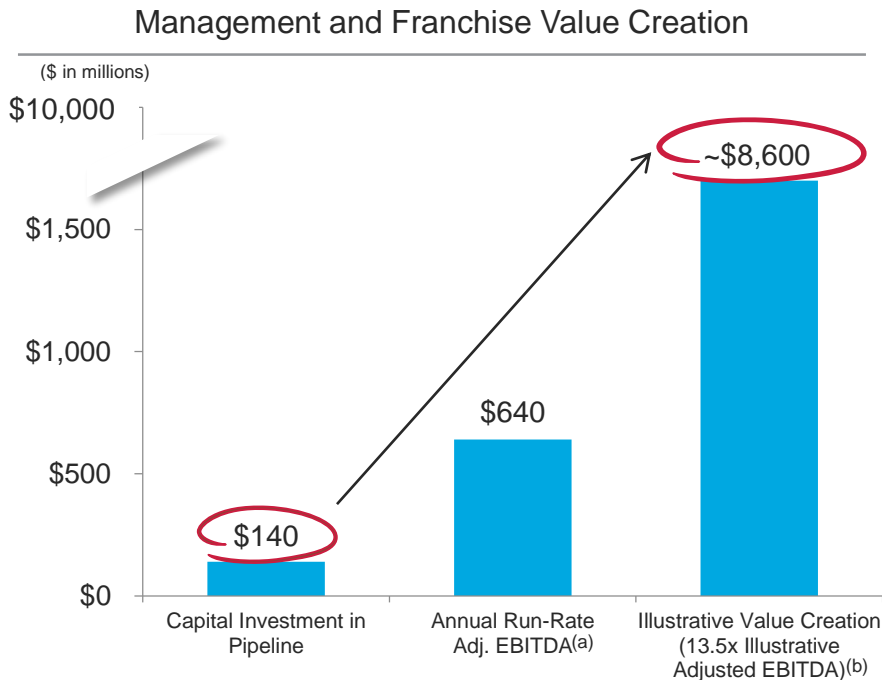 Management and Franchise Value Creation
($ in millions)
$10,000
~$8,600
$1,500
$1,000
$640
$500
$140
$0
Capital Investment in
Pipeline
Annual Run-Rate
Adj. EBITDA(a)
Illustrative Value Creation
(13.5x Illustrative
Adjusted EBITDA)(b)